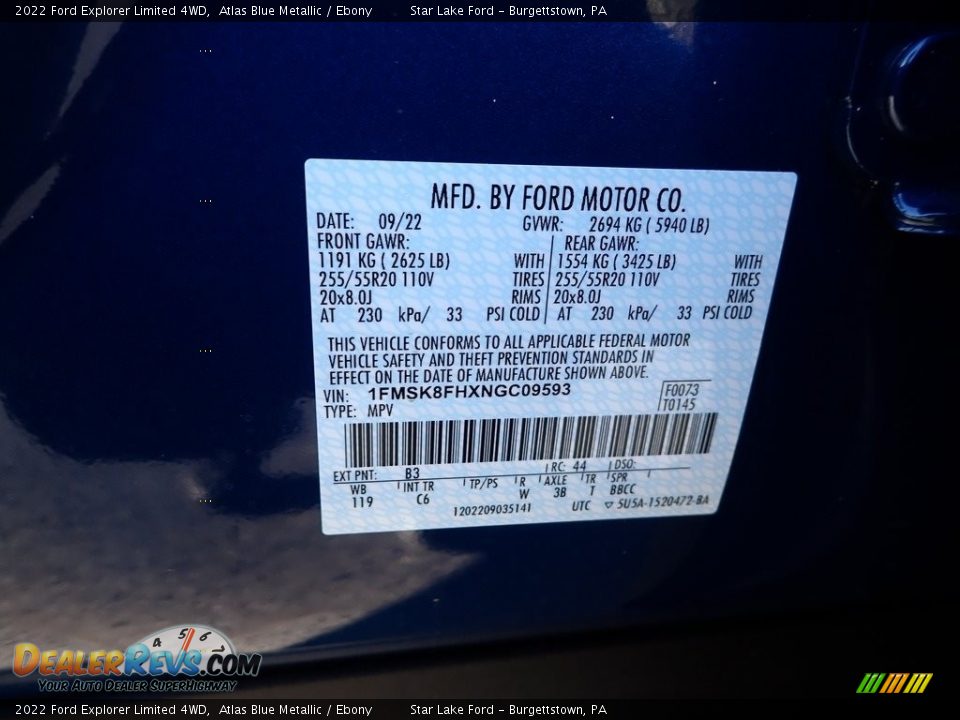 2022 Ford Explorer Limited 4WD, Atlas Blue Metallic / Ebony Star Lake Ford - Burgettstown, PA
MFD. BY FORD MOTOR CO.
DATE: 09/22 GVWR: 2694 KG ( 5940 LB)
FRONT GAWR: REAR GAWR:
1191 KG ( 2625 LB) WITH 1554 KG ( 3425 LB) WITH
255/55R20 110V TIRES 255/55R20 110V TIRES
20x8.0J RIMS 20x8.0J RIMS
AT 230 kPa/ 33 PSI COLD AT 230 kPa/ 33 PSI COLD
THIS VEHICLE CONFORMS TO ALL APPLICABLE FEDERAL MOTOR
VEHICLE SAFETY AND THEFT PREVENTION STANDARDS IN
EFFECT ON THE DATE OF MANUFACTURE SHOWN ABOVE.
VIN: 1FMSK8FHXNGC09593 F0073
TYPE: MPV T0145
EXT PNT: B3 RC: 44 DSO:
WB INT TR TP/PS R AXLE TR SPR
119 C6 W 3B T BBCC
1202209035141 UTC ▽ 5U5A-1520472-BA
4 5 6
DEALERREVS.COM
YOUR AUTO DEALER SUPERHIGHWAY
2022 Ford Explorer Limited 4WD, Atlas Blue Metallic / Ebony Star Lake Ford - Burgettstown, PA